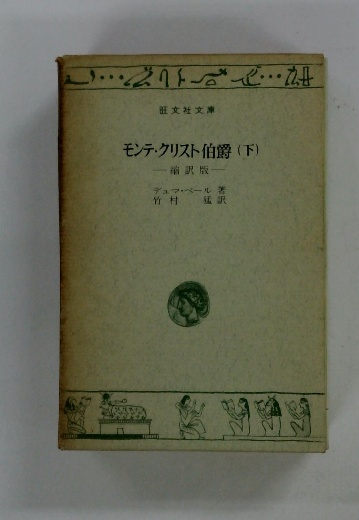 旺文社文庫
モンテ・クリスト伯爵（下）
―縮訳版―
デュマ・ペール 著
竹村 猛 訳